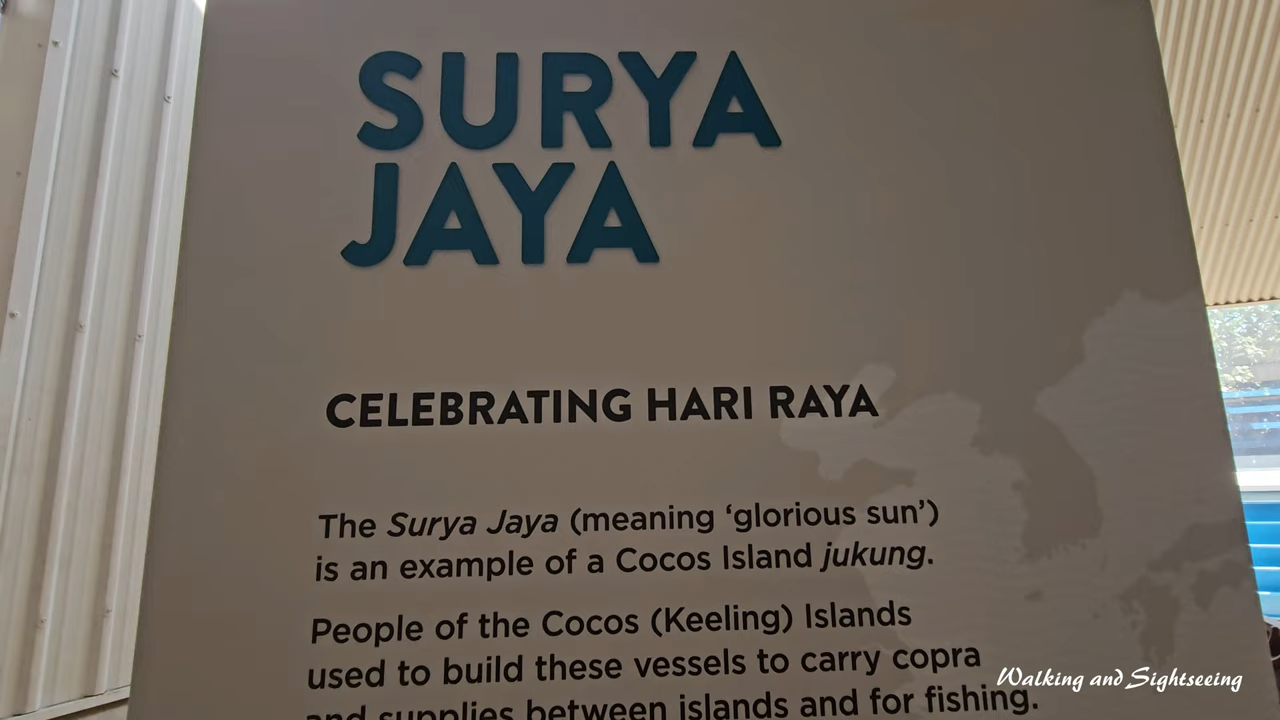 SURYA
JAYA
CELEBRATING HARI RAYA
The Surya Jaya (meaning ‘glorious sun’)
is an example of a Cocos Island jukung.
People of the Cocos (Keeling) Islands
used to build these vessels to carry copra
and supplies between islands and for fishing.
Walking and Sightseeing